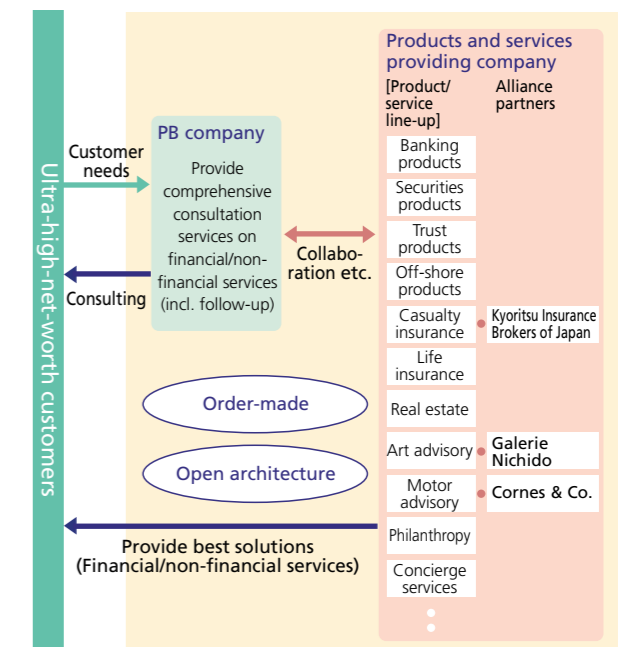 Ultra-high-net-worth customers
Customer
needs
Consulting
PB company
Provide
comprehensive
consultation
services on
financial/non-
financial services
(incl. follow-up)
Collabo-
ration etc.
Order-made
Open architecture
Provide best solutions
(Financial/non-financial services)
Products and services
providing company
[Product/
service
line-up]
Alliance
partners
Banking
products
Securities
products
Trust
products
Off-shore
products
Casualty
insurance
Kyoritsu Insurance
Brokers of Japan
Life
insurance
Real estate
Art advisory
Galerie
Nichido
Motor
advisory
Cornes & Co.
Philanthropy
Concierge
services